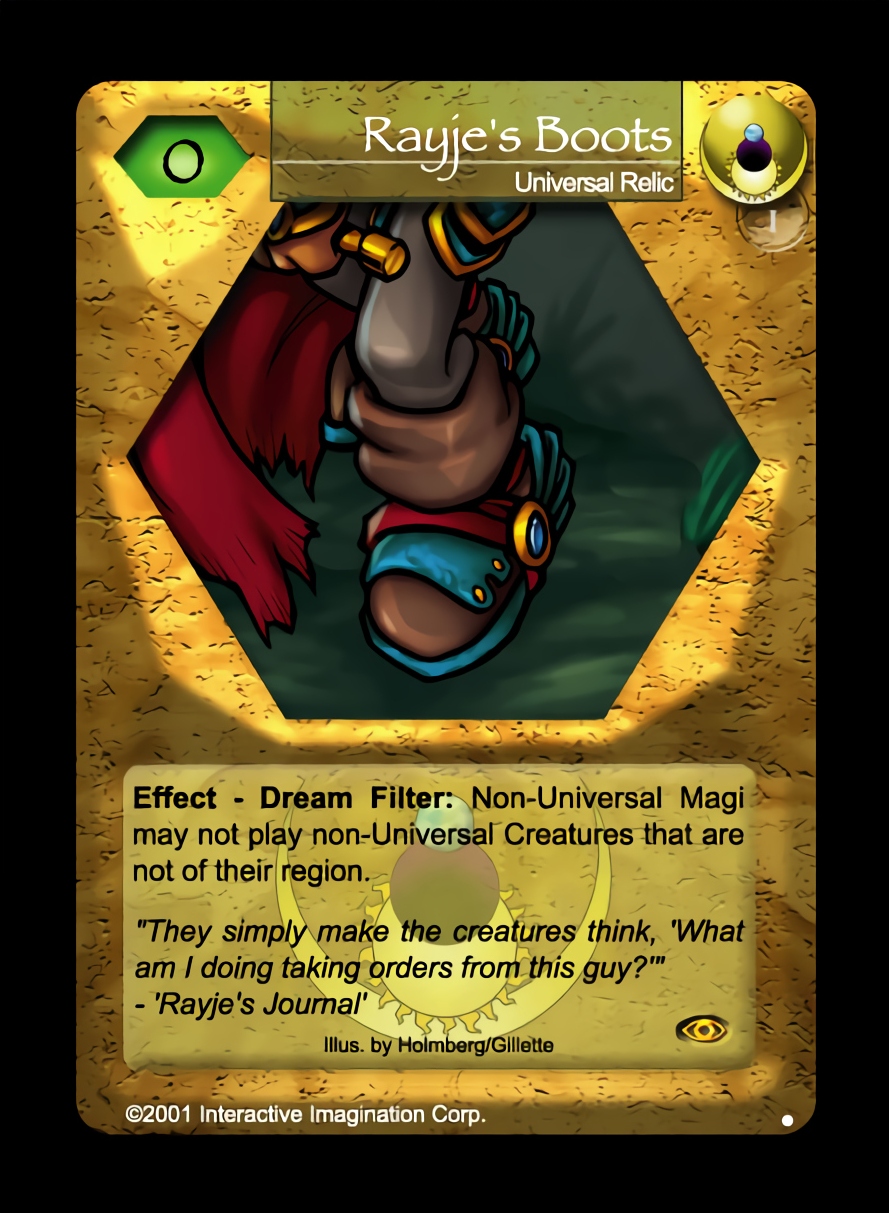 0
Rayje's Boots
Universal Relic
I
Effect - Dream Filter: Non-Universal Magi
may not play non-Universal Creatures that are
not of their region.
"They simply make the creatures think, 'What
am I doing taking orders from this guy?'"
- 'Rayje's Journal'
Illus. by Holmberg/Gillette
©2001 Interactive Imagination Corp.